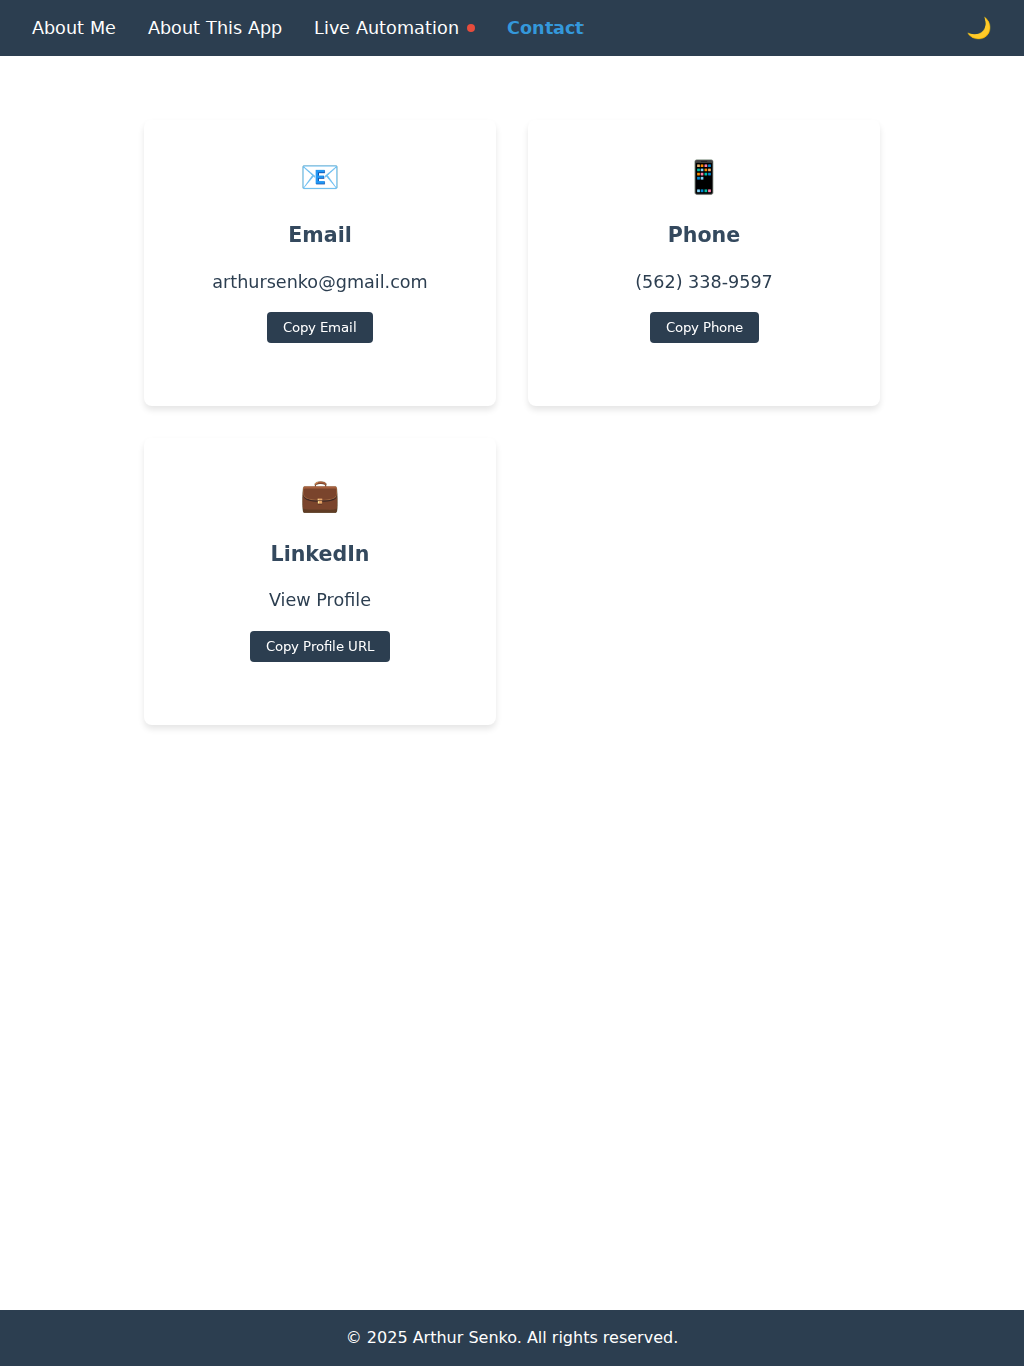 About Me About This App Live Automation Contact
Email
arthursenko@gmail.com
Copy Email
Phone
(562) 338-9597
Copy Phone
LinkedIn
View Profile
Copy Profile URL
© 2025 Arthur Senko. All rights reserved.